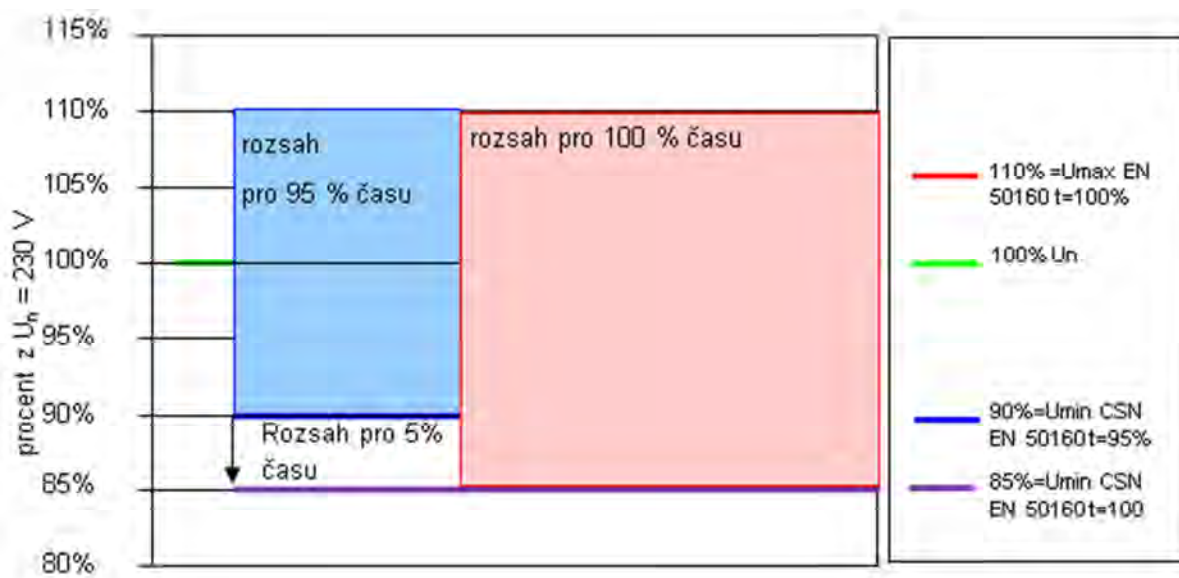 115%
110%
105%
100%
95%
90%
85%
80%
procent z Un = 230 V
rozsah
pro 95 % času
rozsah pro 100 % času
Rozsah pro 5%
času
110% =Umax EN
50160 t=100%
100% Un
90%=Umin CSN
EN 50160t=95%
85%=Umin CSN
EN 50160t=100